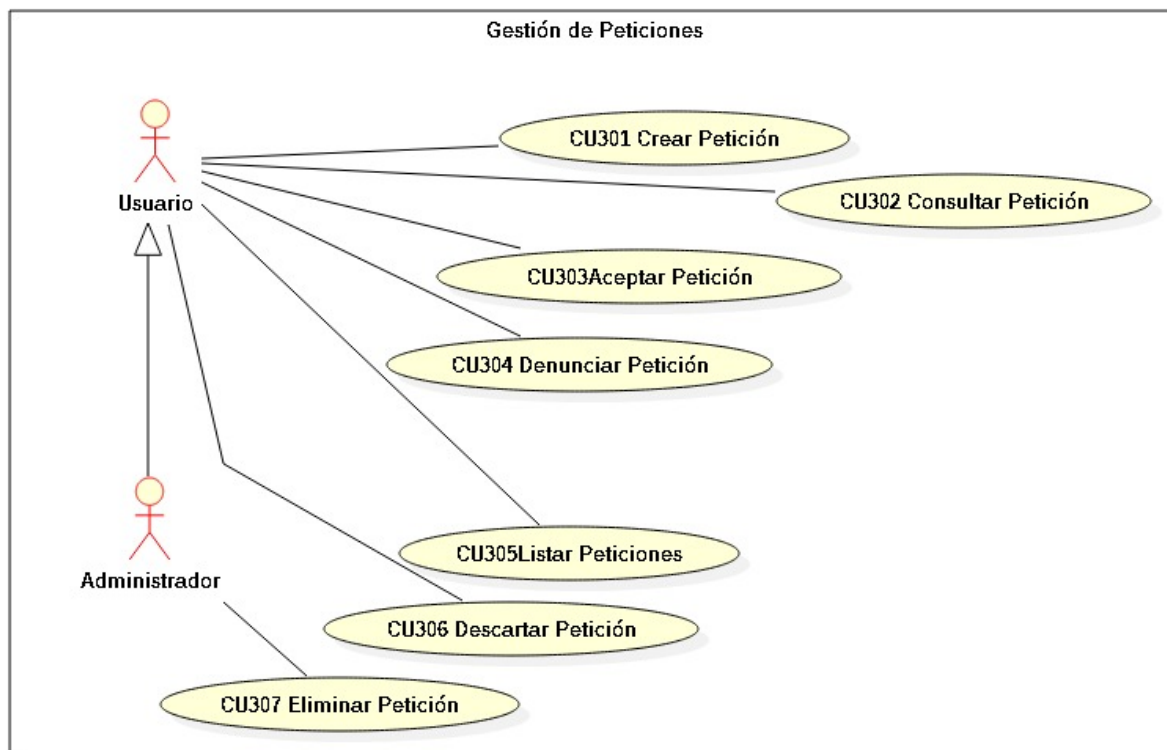 Gestión de Peticiones
CU301 Crear Petición
CU302 Consultar Petición
Usuario
CU303Aceptar Petición
CU304 Denunciar Petición
CU305Listar Peticiones
Administrador
CU306 Descartar Petición
CU307 Eliminar Petición